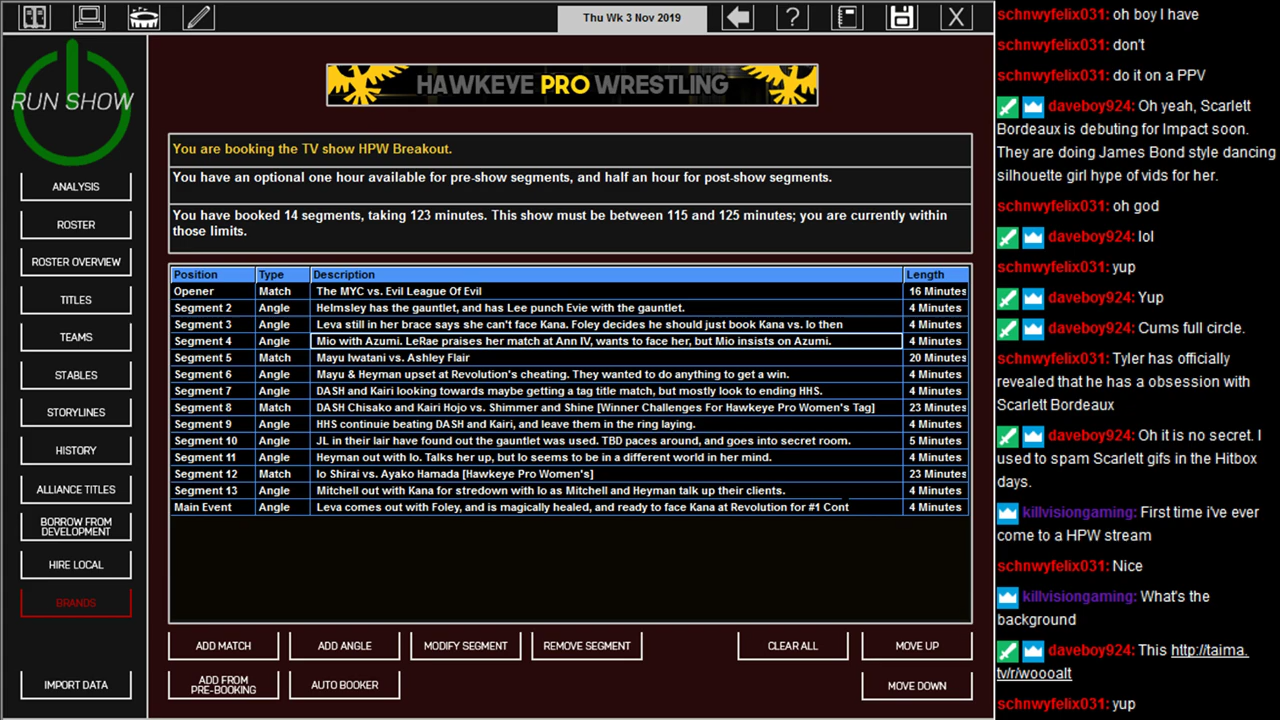 Thu Wk 3 Nov 2019
RUN SHOW
ANALYSIS
ROSTER
ROSTER OVERVIEW
TITLES
TEAMS
STABLES
STORYLINES
HISTORY
ALLIANCE TITLES
BORROW FROM
DEVELOPMENT
HIRE LOCAL
BRANDS
IMPORT DATA
HAWKEYE PRO WRESTLING
You are booking the TV show HPW Breakout.
You have an optional one hour available for pre-show segments, and half an hour for post-show segments.
You have booked 14 segments, taking 123 minutes. This show must be between 115 and 125 minutes; you are currently within
those limits.
Position Type Description Length
Opener Match The MYC vs. Evil League Of Evil 16 Minutes
Segment 2 Angle Helmsley has the gauntlet, and has Lee punch Evie with the gauntlet. 4 Minutes
Segment 3 Angle Leva still in her brace says she can't face Kana. Foley decides he should just book Kana vs. Io then 4 Minutes
Segment 4 Angle Mio with Azumi. LeRae praises her match at Ann IV, wants to face her, but Mio insists on Azumi. 4 Minutes
Segment 5 Match Mayu Iwatani vs. Ashley Flair 20 Minutes
Segment 6 Angle Mayu & Heyman upset at Revolution's cheating. They wanted to do anything to get a win. 4 Minutes
Segment 7 Angle DASH and Kairi looking towards maybe getting a tag title match, but mostly look to ending HHS. 4 Minutes
Segment 8 Match DASH Chisako and Kairi Hojo vs. Shimmer and Shine [Winner Challenges For Hawkeye Pro Women's Tag] 23 Minutes
Segment 9 Angle HHS continuie beating DASH and Kairi, and leave them in the ring laying. 4 Minutes
Segment 10 Angle JL in their lair have found out the gauntlet was used. TBD paces around, and goes into secret room. 5 Minutes
Segment 11 Angle Heyman out with Io. Talks her up, but Io seems to be in a different world in her mind. 4 Minutes
Segment 12 Match Io Shirai vs. Ayako Hamada [Hawkeye Pro Women's] 23 Minutes
Segment 13 Angle Mitchell out with Kana for stredown with Io as Mitchell and Heyman talk up their clients. 4 Minutes
Main Event Angle Leva comes out with Foley, and is magically healed, and ready to face Kana at Revolution for #1 Cont 4 Minutes
ADD MATCH
ADD ANGLE
MODIFY SEGMENT
REMOVE SEGMENT
CLEAR ALL
MOVE UP
ADD FROM
PRE-BOOKING
AUTO BOOKER
MOVE DOWN
schnwyfelix031: oh boy I have
schnwyfelix031: don't
schnwyfelix031: do it on a PPV
daveboy924: Oh yeah, Scarlett
Bordeaux is debuting for Impact soon.
They are doing James Bond style dancing
silhouette girl hype of vids for her.
schnwyfelix031: oh god
daveboy924: lol
schnwyfelix031: yup
daveboy924: Yup
daveboy924: Cums full circle.
schnwyfelix031: Tyler has officially
revealed that he has a obsession with
Scarlett Bordeaux
daveboy924: Oh it is no secret. I
used to spam Scarlett gifs in the Hitbox
days.
killvisiongaming: First time i've ever
come to a HPW stream
schnwyfelix031: Nice
killvisiongaming: What's the
background
daveboy924: This http://taima.
tv/r/woooalt
schnwyfelix031: yup